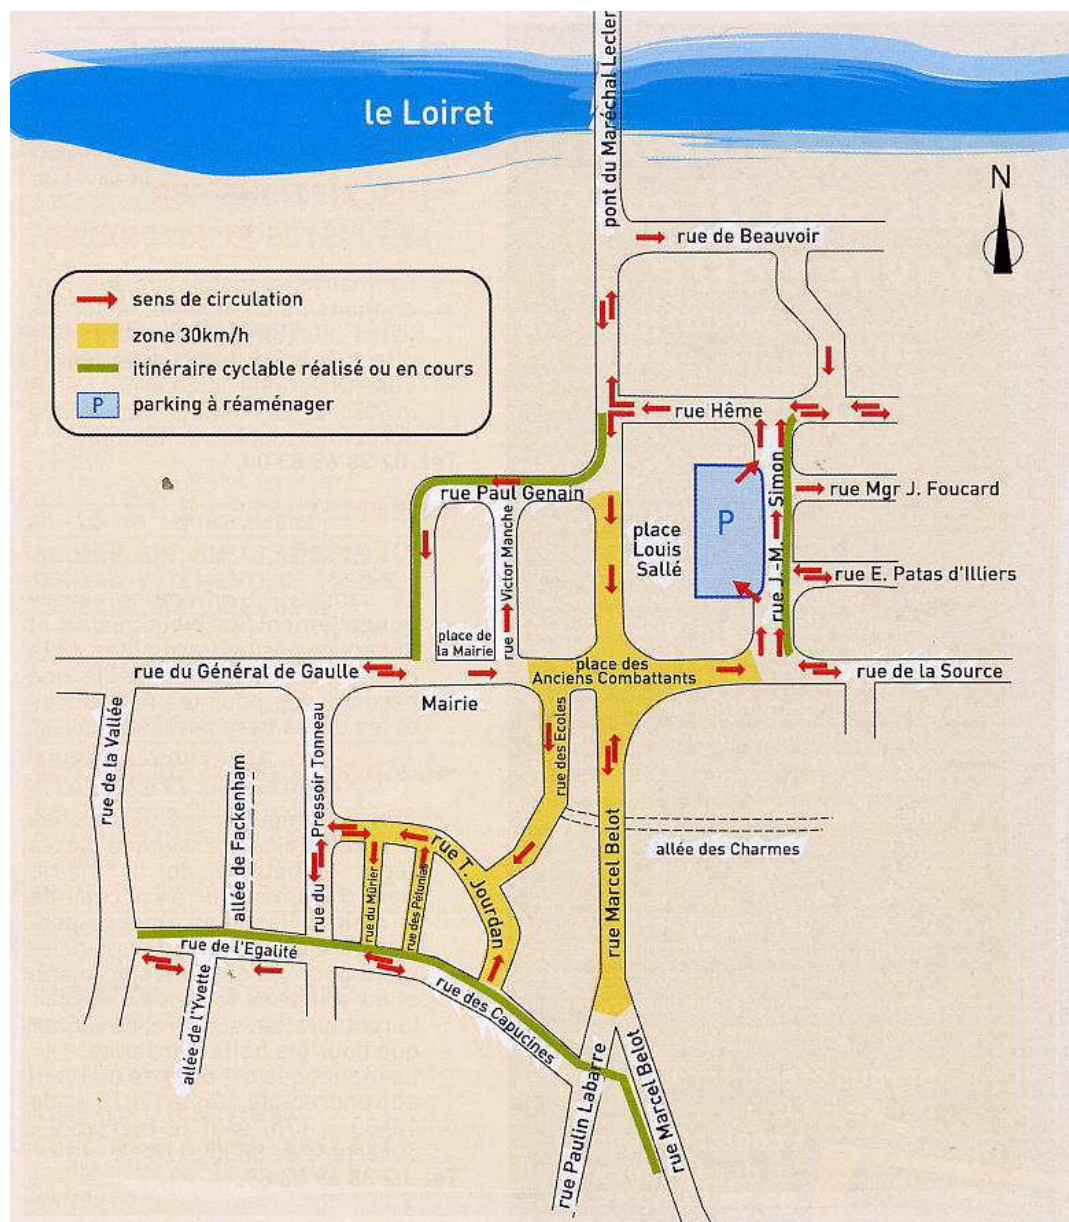 le Loiret
pont du Maréchal Lecler
N
rue de Beauvoir
sens de circulation
zone 30km/h
itinéraire cyclable réalisé ou en cours
P parking à réaménager
rue Hême
rue Paul Genain
rue Victor Manche
place
Louis
Sallé
P
rue J.-M. Simon
rue Mgr J. Foucard
rue E. Patas d'Illiers
place de
la Mairie
rue du Général de Gaulle
place des
Anciens Combattants
rue de la Source
Mairie
rue de la Vallée
allée de Fackenham
rue du Pressoir Tonneau
rue des Ecoles
rue Marcel Belot
allée des Charmes
rue T. Jourdan
rue du Mûrier
rue des Pétunias
rue de l'Egalité
allée de l'Yvette
rue des Capucines
rue Paulin Labarre
rue Marcel Belot